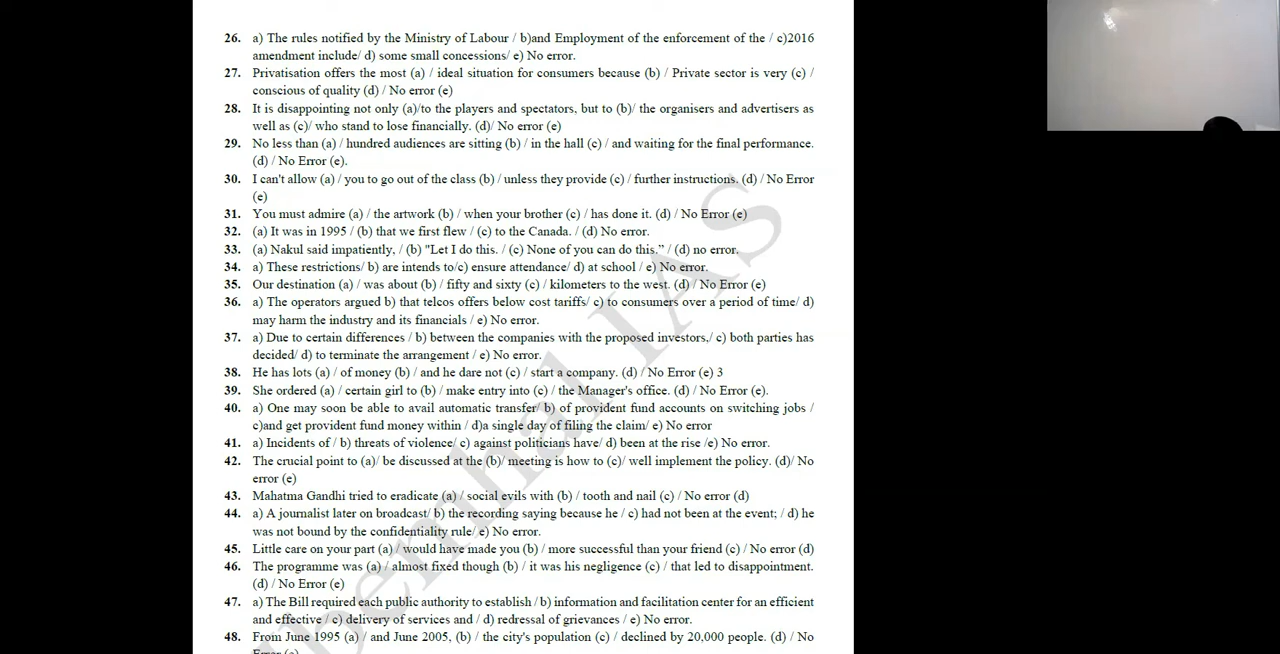 26. a) The rules notified by the Ministry of Labour / b)and Employment of the enforcement of the / c)2016
amendment include/ d) some small concessions/ e) No error.
27. Privatisation offers the most (a) / ideal situation for consumers because (b) / Private sector is very (c) /
conscious of quality (d) / No error (e)
28. It is disappointing not only (a)/to the players and spectators, but to (b)/ the organisers and advertisers as
well as (c)/ who stand to lose financially. (d)/ No error (e)
29. No less than (a) / hundred audiences are sitting (b) / in the hall (c) / and waiting for the final performance.
(d) / No Error (e).
30. I can't allow (a) / you to go out of the class (b) / unless they provide (c) / further instructions. (d) / No Error
(e)
31. You must admire (a) / the artwork (b) / when your brother (c) / has done it. (d) / No Error (e)
32. (a) It was in 1995 / (b) that we first flew / (c) to the Canada. / (d) No error.
33. (a) Nakul said impatiently, / (b) "Let I do this. / (c) None of you can do this." / (d) no error.
34. a) These restrictions/ b) are intends to/c) ensure attendance/ d) at school / e) No error.
35. Our destination (a) / was about (b) / fifty and sixty (c) / kilometers to the west. (d) / No Error (e)
36. a) The operators argued b) that telcos offers below cost tariffs/ c) to consumers over a period of time/ d)
may harm the industry and its financials / e) No error.
37. a) Due to certain differences / b) between the companies with the proposed investors,/ c) both parties has
decided/ d) to terminate the arrangement / e) No error.
38. He has lots (a) / of money (b) / and he dare not (c) / start a company. (d) / No Error (e) 3
39. She ordered (a) / certain girl to (b) / make entry into (c) / the Manager's office. (d) / No Error (e).
40. a) One may soon be able to avail automatic transfer/ b) of provident fund accounts on switching jobs /
c)and get provident fund money within / d)a single day of filing the claim/ e) No error
41. a) Incidents of / b) threats of violence/ c) against politicians have/ d) been at the rise /e) No error.
42. The crucial point to (a)/ be discussed at the (b)/ meeting is how to (c)/ well implement the policy. (d)/ No
error (e)
43. Mahatma Gandhi tried to eradicate (a) / social evils with (b) / tooth and nail (c) / No error (d)
44. a) A journalist later on broadcast/ b) the recording saying because he / c) had not been at the event; / d) he
was not bound by the confidentiality rule/ e) No error.
45. Little care on your part (a) / would have made you (b) / more successful than your friend (c) / No error (d)
46. The programme was (a) / almost fixed though (b) / it was his negligence (c) / that led to disappointment.
(d) / No Error (e)
47. a) The Bill required each public authority to establish / b) information and facilitation center for an efficient
and effective / c) delivery of services and / d) redressal of grievances / e) No error.
48. From June 1995 (a) / and June 2005, (b) / the city's population (c) / declined by 20,000 people. (d) / No
IAS